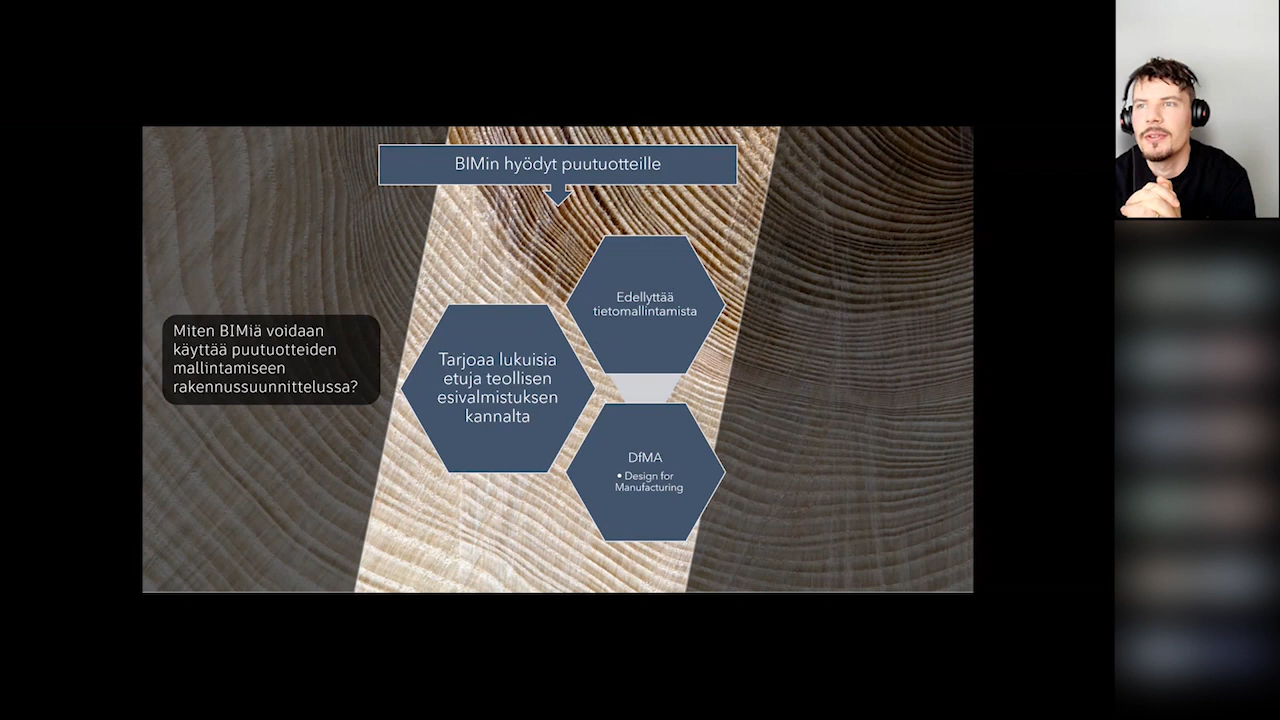 BIMin hyödyt puutuotteille
Miten BIMiä voidaan
käyttää puutuotteiden
mallintamiseen
rakennussuunnittelussa?
Tarjoaa lukuisia
etuja teollisen
esivalmistuksen
kannalta
Edellyttää
tietomallintamista
DfMA
• Design for
Manufacturing